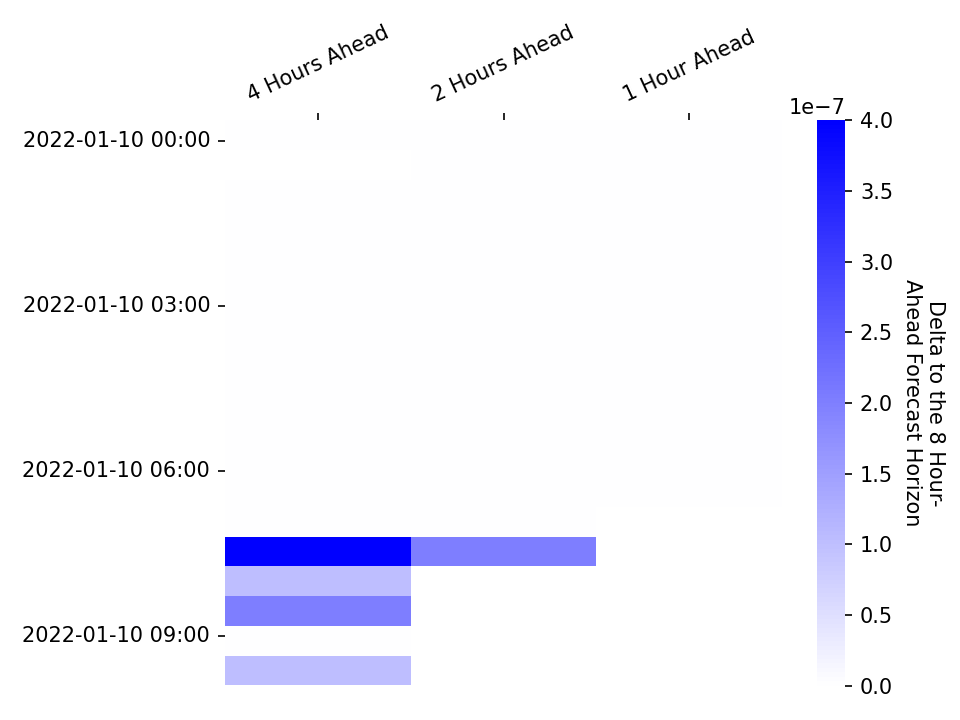 4 Hours Ahead
2 Hours Ahead
1 Hour Ahead
1e−7
2022-01-10 00:00
2022-01-10 03:00
2022-01-10 06:00
2022-01-10 09:00
4.0
3.5
3.0
2.5
2.0
1.5
1.0
0.5
0.0
Delta to the 8 Hour-
Ahead Forecast Horizon